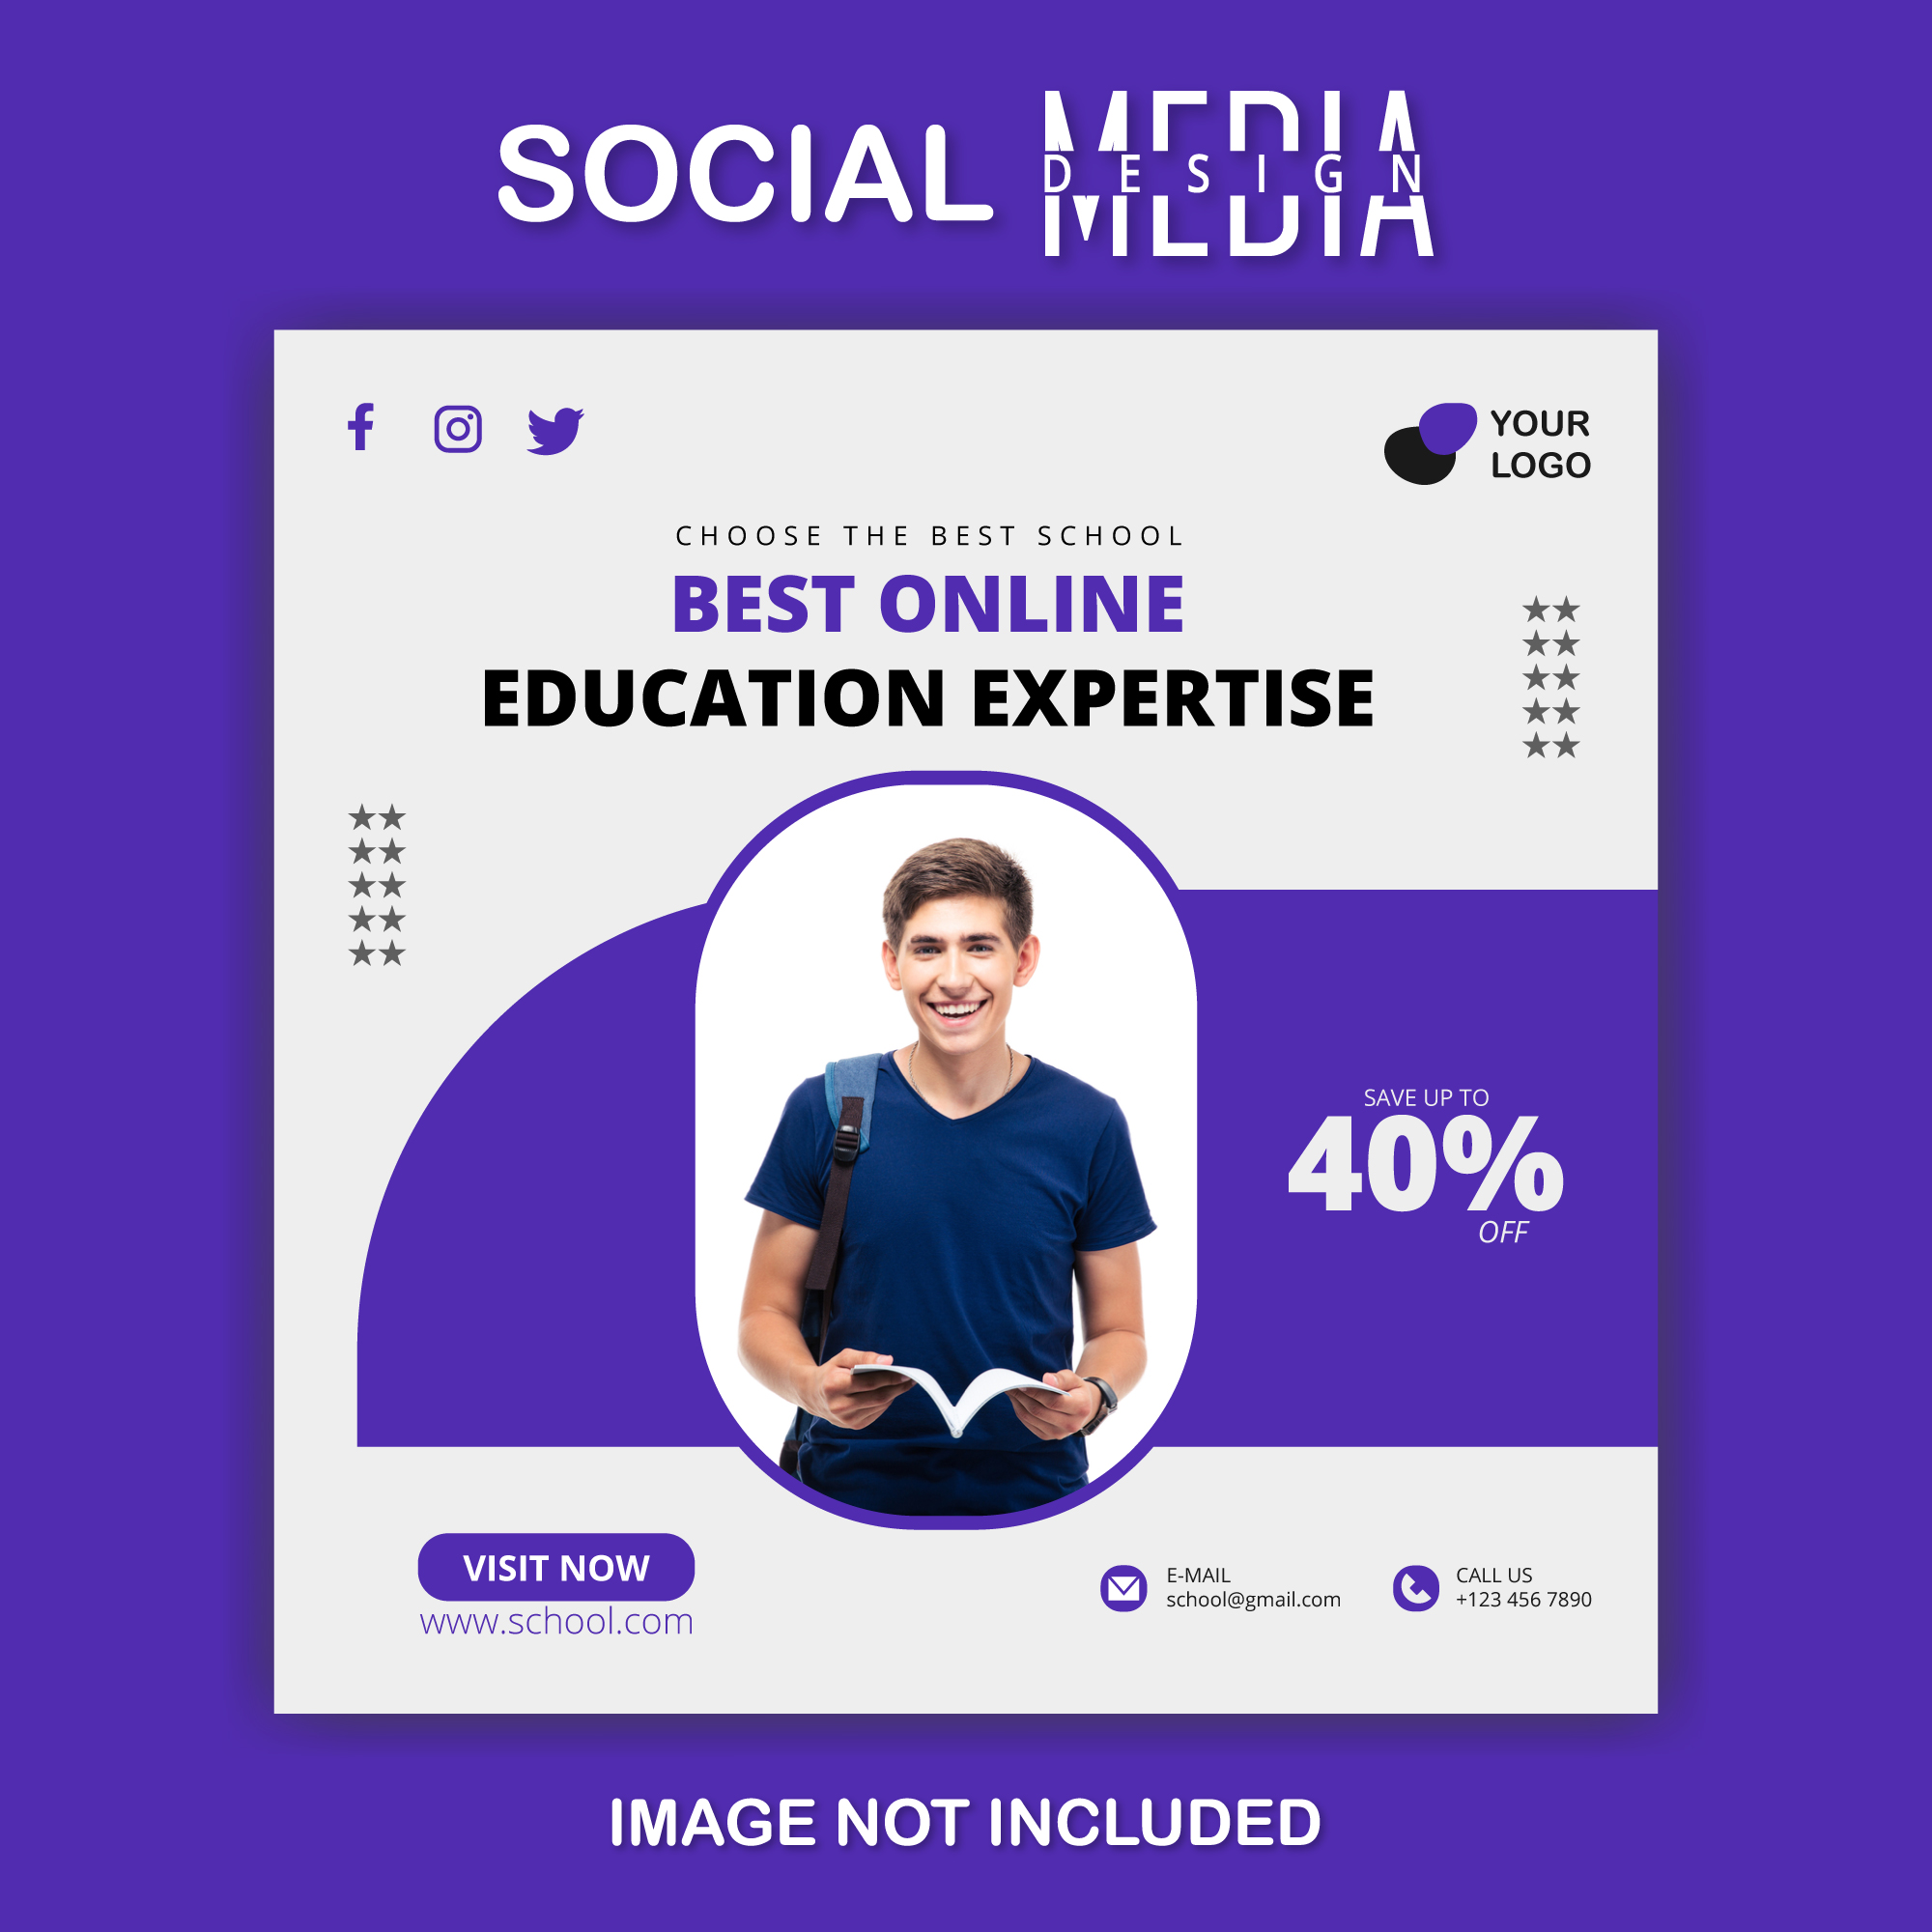 SOCIAL MEDIA
DESIGN
YOUR
LOGO
CHOOSE THE BEST SCHOOL
BEST ONLINE
EDUCATION EXPERTISE
SAVE UP TO
40%
OFF
VISIT NOW
www.school.com
E-MAIL
school@gmail.com
CALL US
+123 456 7890
IMAGE NOT INCLUDED